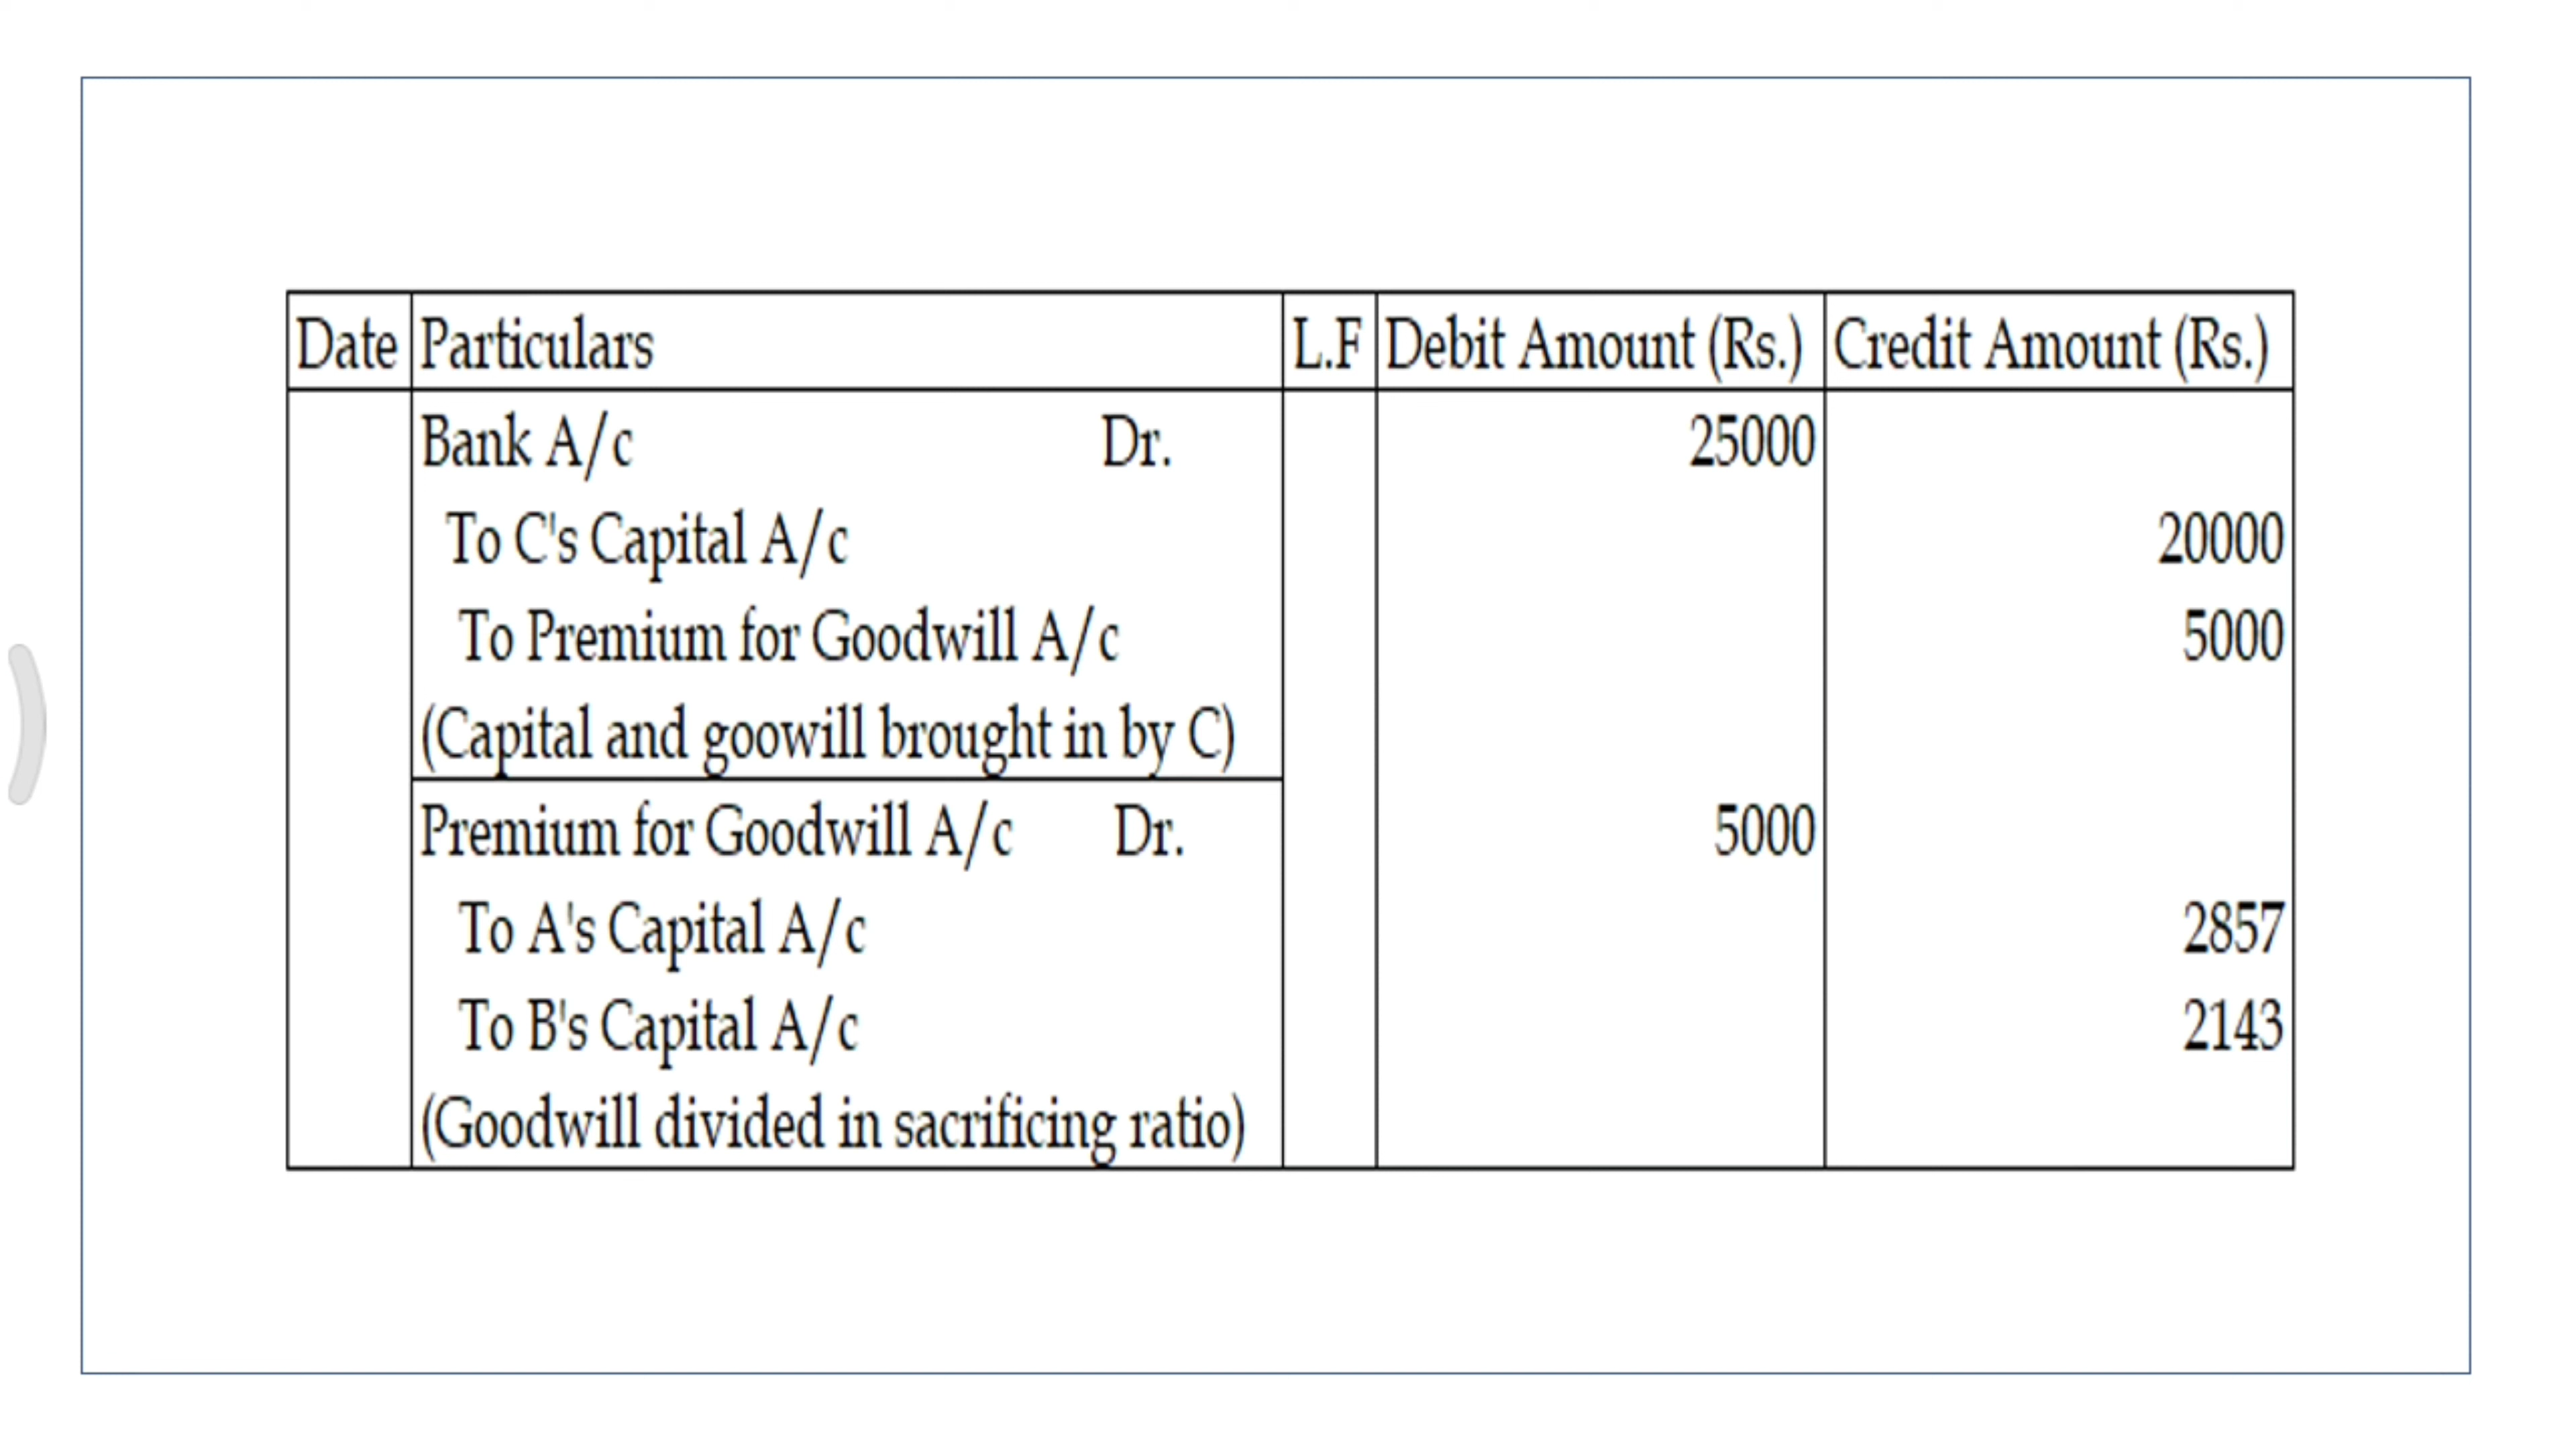 Date Particulars L.F Debit Amount (Rs.) Credit Amount (Rs.)
Bank A/c Dr. 25000
To C's Capital A/c 20000
To Premium for Goodwill A/c 5000
(Capital and goowill brought in by C)
Premium for Goodwill A/c Dr. 5000
To A's Capital A/c 2857
To B's Capital A/c 2143
(Goodwill divided in sacrificing ratio)